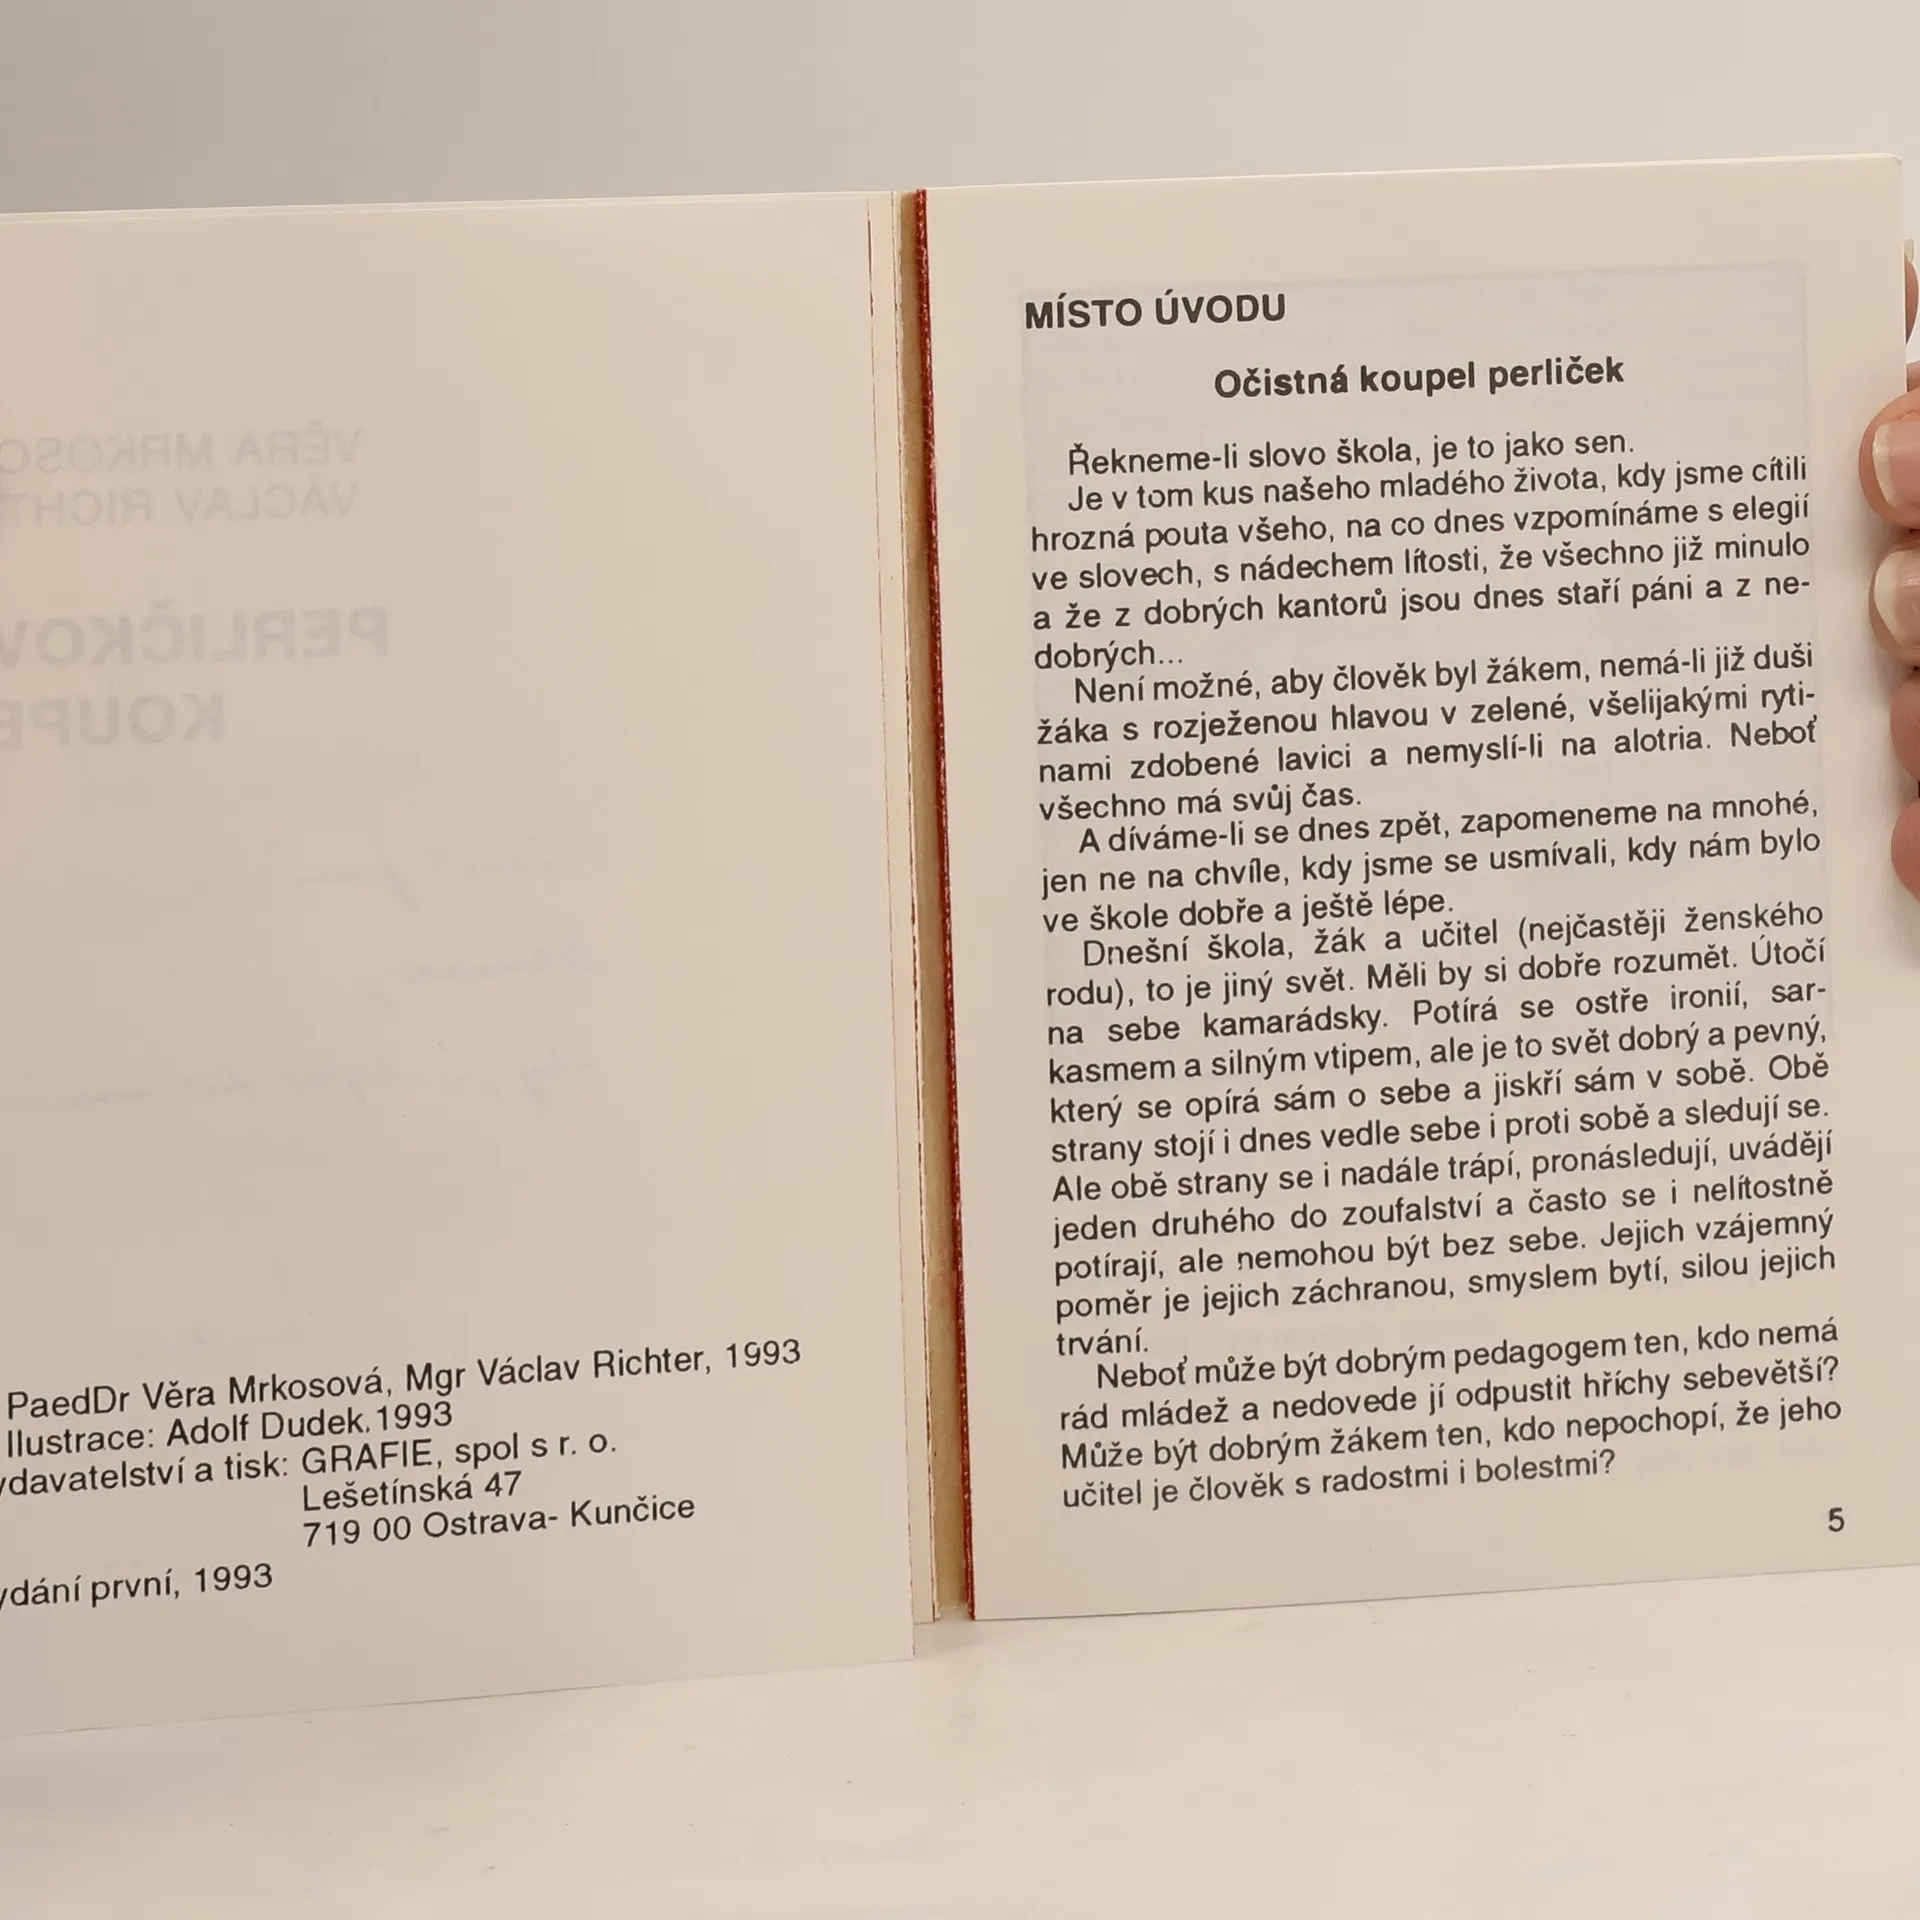 PaedDr Věra Mrkosová, Mgr Václav Richter, 1993
Ilustrace: Adolf Dudek, 1993
ydavatelství a tisk: GRAFIE, spol s r. o.
Lešetínská 47
719 00 Ostrava- Kunčice
ydání první, 1993
MÍSTO ÚVODU
Očistná koupel perliček
Řekneme-li slovo škola, je to jako sen.
Je v tom kus našeho mladého života, kdy jsme cítili
hrozná pouta všeho, na co dnes vzpomínáme s elegií
ve slovech, s nádechem lítosti, že všechno již minulo
a že z dobrých kantorů jsou dnes staří páni a z ne-
dobrých...
Není možné, aby člověk byl žákem, nemá-li již duši
žáka s rozježenou hlavou v zelené, všelijakými ryti-
nami zdobené lavici a nemyslí-li na alotria. Neboť
všechno má svůj čas.
A díváme-li se dnes zpět, zapomeneme na mnohé,
jen ne na chvíle, kdy jsme se usmívali, kdy nám bylo
ve škole dobře a ještě lépe.
Dnešní škola, žák a učitel (nejčastěji ženského
rodu), to je jiný svět. Měli by si dobře rozumět. Útočí
na sebe kamarádsky. Potírá se ostře ironií, sar-
kasmem a silným vtipem, ale je to svět dobrý a pevný,
který se opírá sám o sebe a jiskří sám v sobě. Obě
strany stojí i dnes vedle sebe i proti sobě a sledují se.
Ale obě strany se i nadále trápí, pronásledují, uvádějí
jeden druhého do zoufalství a často se i nelítostně
potírají, ale nemohou být bez sebe. Jejich vzájemný
poměr je jejich záchranou, smyslem bytí, silou jejich
trvání.
Neboť může být dobrým pedagogem ten, kdo nemá
rád mládež a nedovede jí odpustit hříchy sebevětší?
Může být dobrým žákem ten, kdo nepochopí, že jeho
učitel je člověk s radostmi i bolestmi?
5